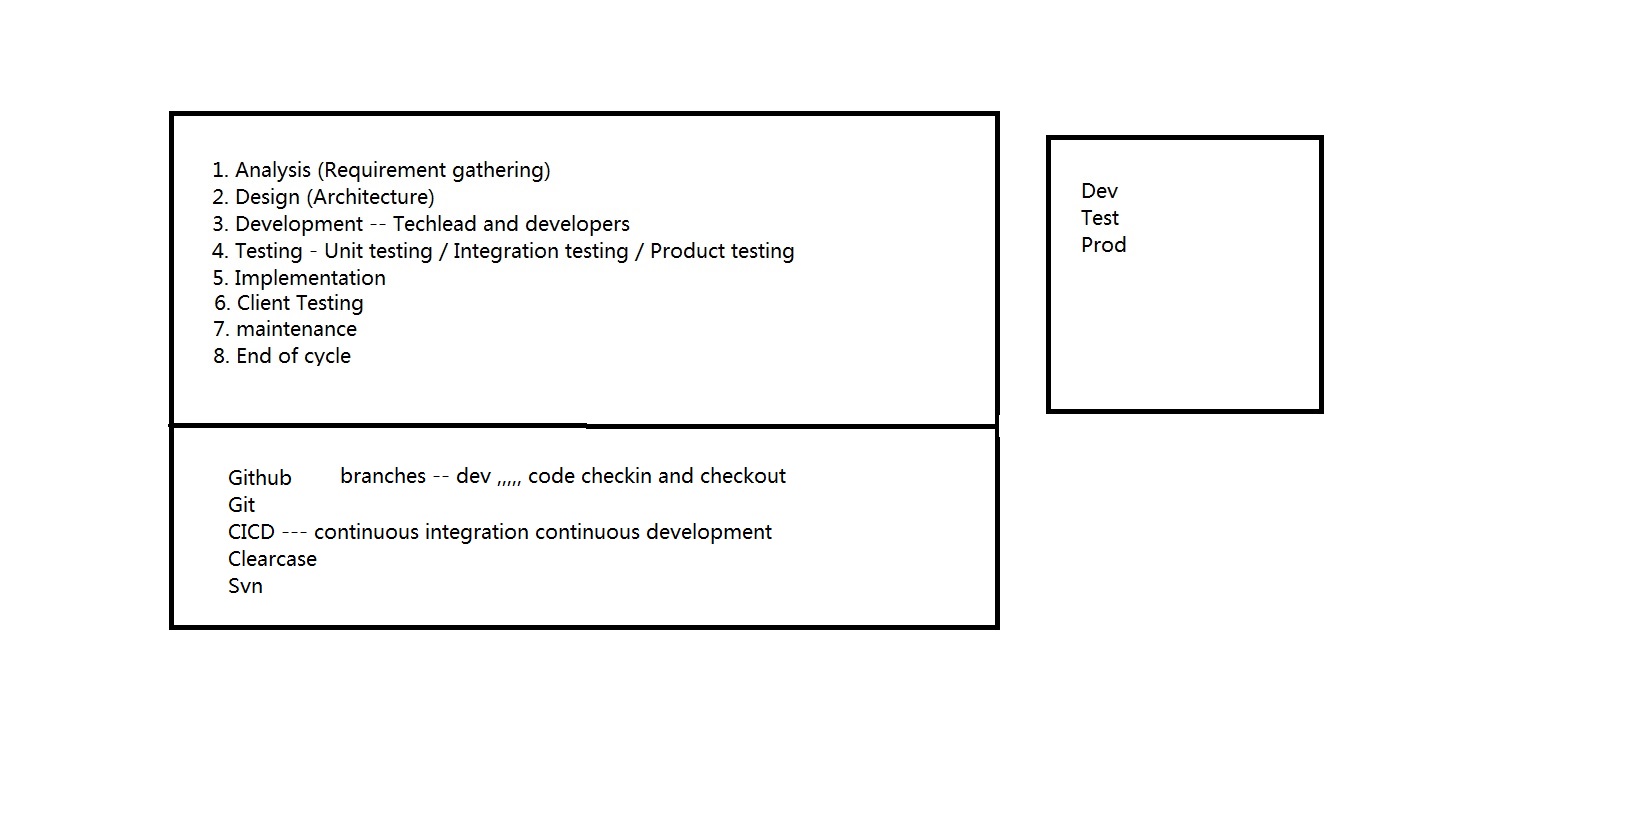 1. Analysis (Requirement gathering)
2. Design (Architecture)
3. Development -- Techlead and developers
4. Testing - Unit testing / Integration testing / Product testing
5. Implementation
6. Client Testing
7. maintenance
8. End of cycle
Dev
Test
Prod
Github branches -- dev ,,,,, code checkin and checkout
Git
CICD --- continuous integration continuous development
Clearcase
Svn